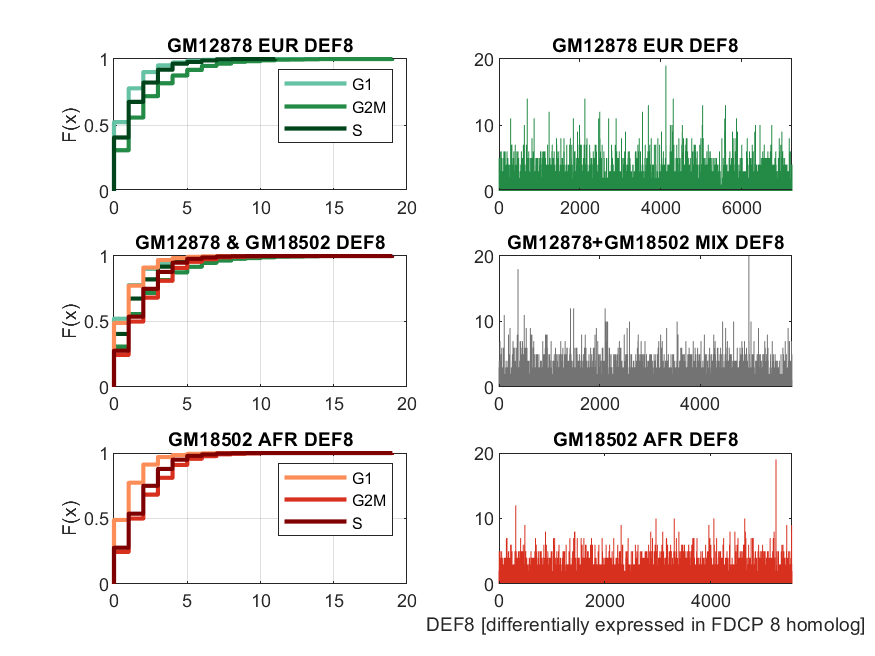 GM12878 EUR DEF8
F(x)
1
0.5
0
0 5 10 15 20
G1
G2M
S
GM12878 EUR DEF8
20
10
0
0 2000 4000 6000
GM12878 & GM18502 DEF8
F(x)
1
0.5
0
0 5 10 15 20
GM12878+GM18502 MIX DEF8
20
10
0
0 2000 4000
GM18502 AFR DEF8
F(x)
1
0.5
0
0 5 10 15 20
G1
G2M
S
GM18502 AFR DEF8
20
10
0
0 2000 4000
DEF8 [differentially expressed in FDCP 8 homolog]